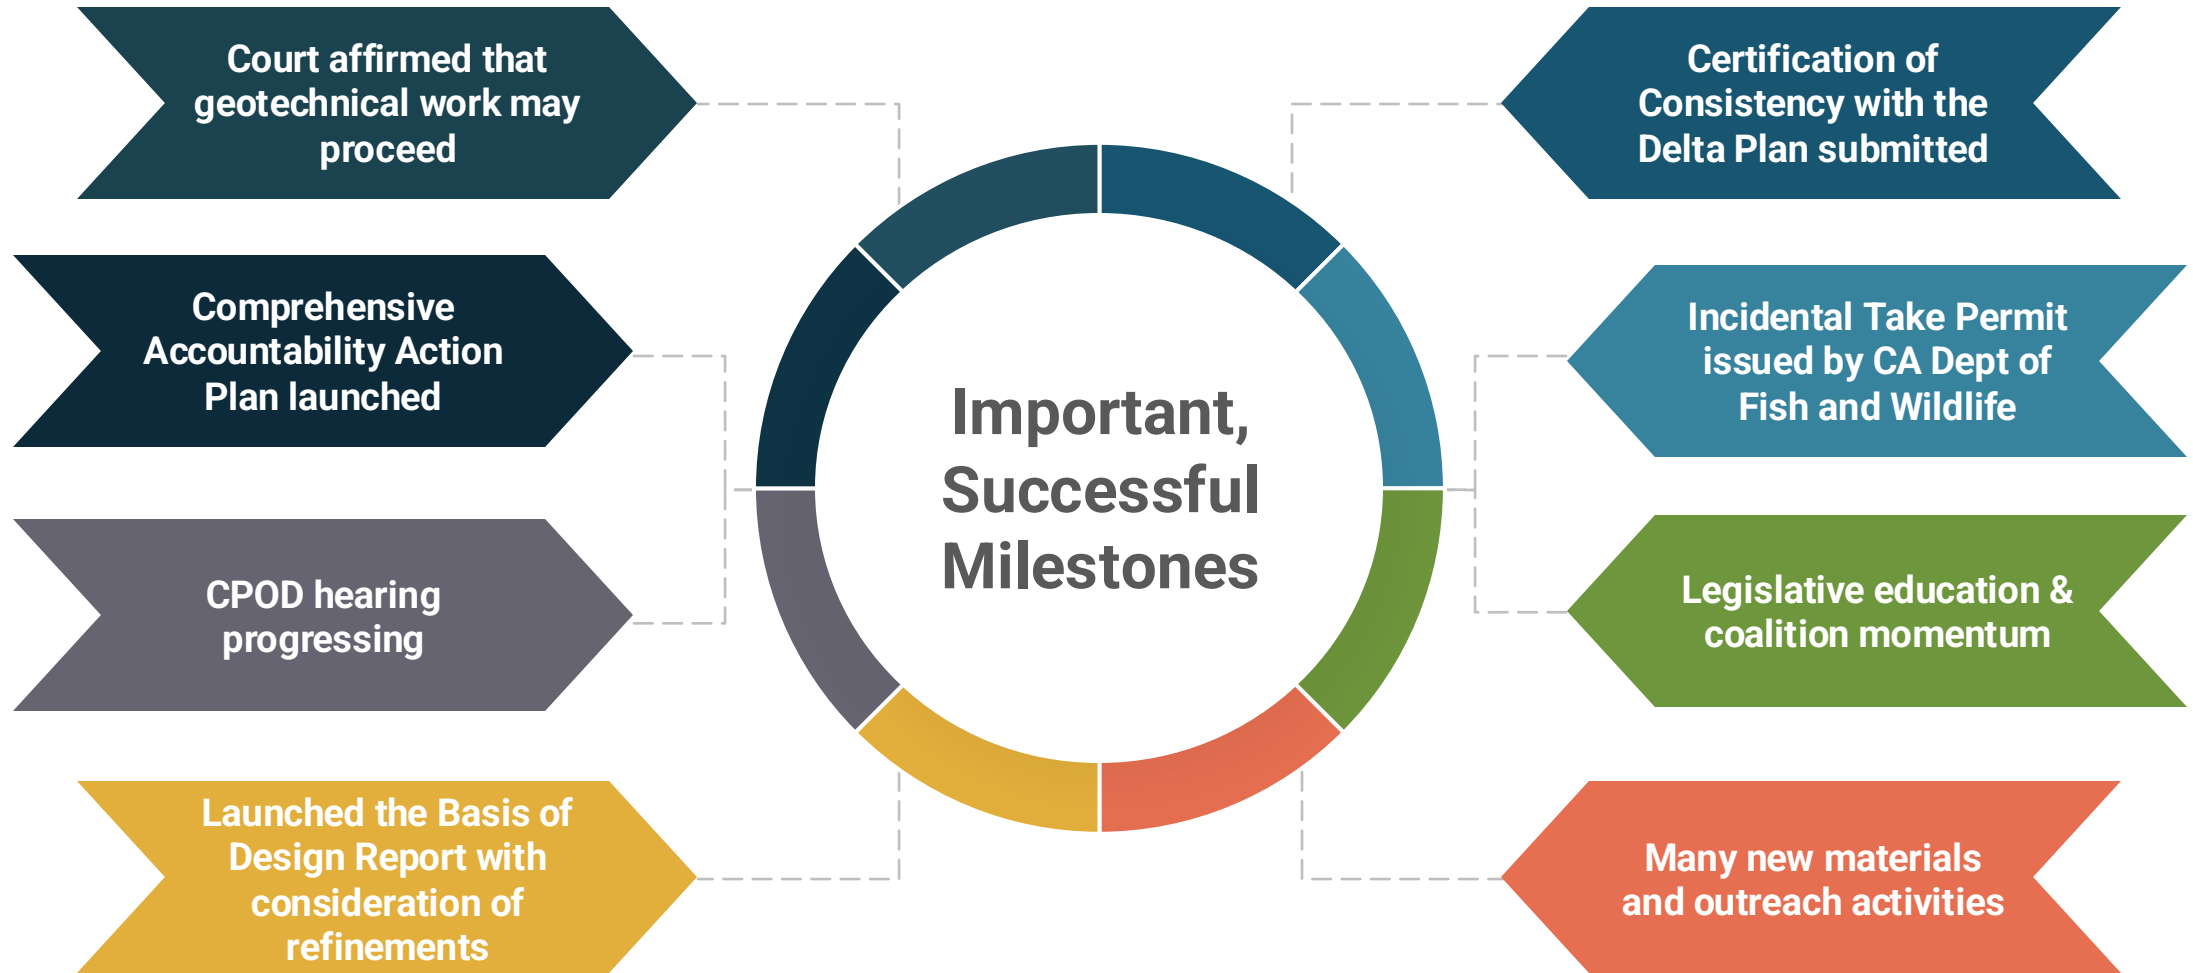 Court affirmed that
geotechnical work may
proceed
Comprehensive
Accountability Action
Plan launched
CPOD hearing
progressing
Launched the Basis of
Design Report with
consideration of
refinements
Important,
Successful
Milestones
Certification of
Consistency with the
Delta Plan submitted
Incidental Take Permit
issued by CA Dept of
Fish and Wildlife
Legislative education &
coalition momentum
Many new materials
and outreach activities